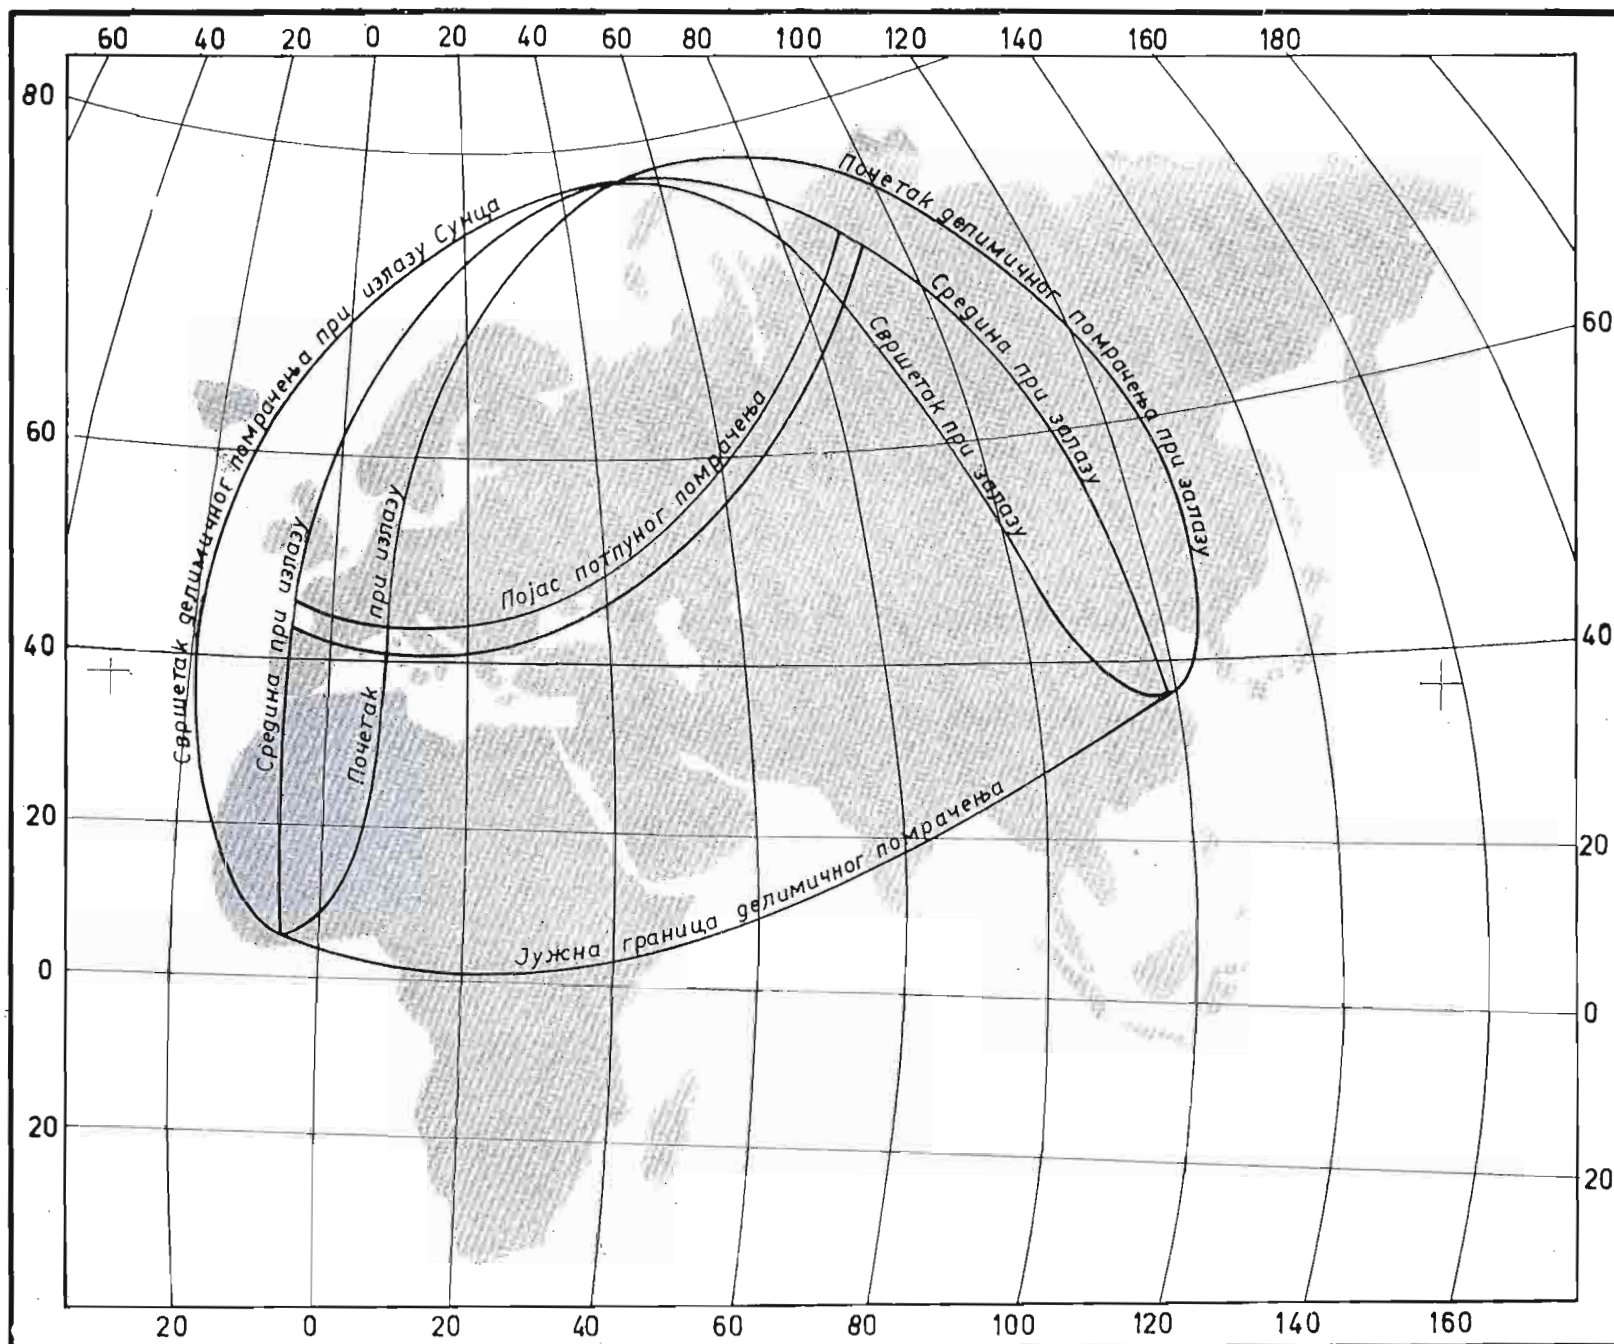 60 40 20 0 20 40 60 80 100 120 140 160 180
80
60
40
20
0
20
60
40
20
0
20
Свршетак делимичног помрачења при излазу Сунца
Средина при излазу
Почетак при излазу
Појас потпуног помрачења
Почетак делимичног помрачења при залазу
Средина при залазу
Свршетак при залазу
Јужна граница делимичног помрачења
20 0 20 40 60 80 100 120 140 160